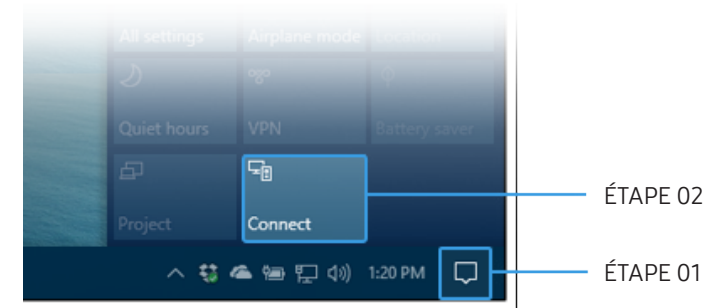 All settings Airplane mode Location
Quiet hours VPN Battery saver
Project Connect
ÉTAPE 02
1:20 PM
ÉTAPE 01